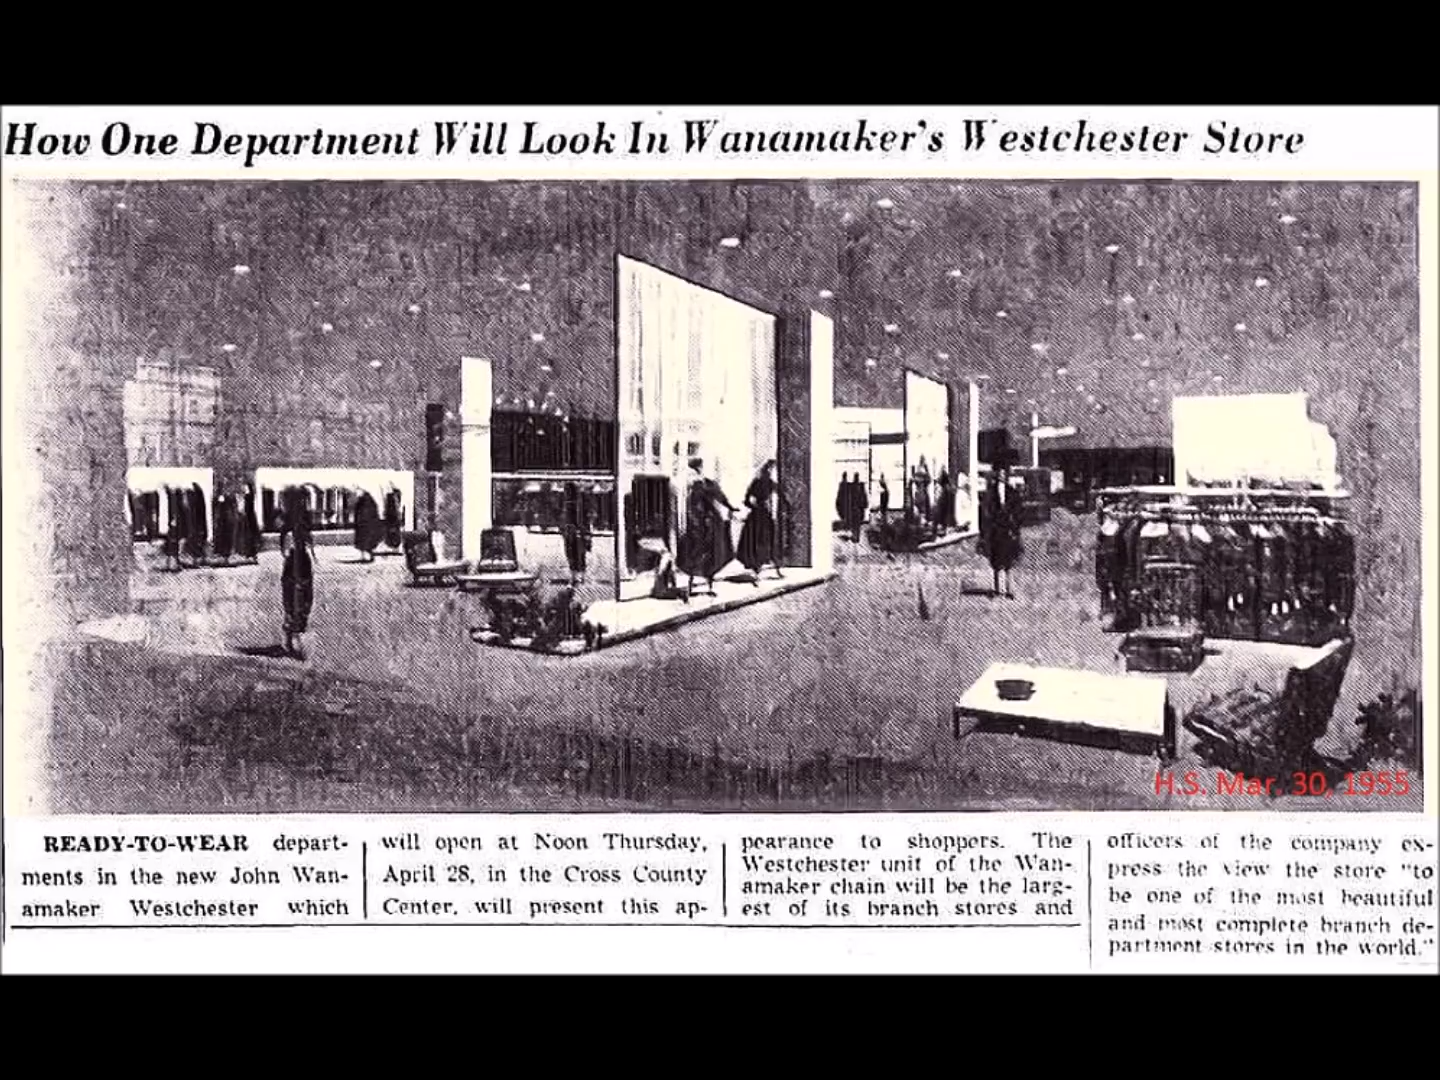 How One Department Will Look In Wanamaker's Westchester Store
H.S. Mar. 30, 1955
READY-TO-WEAR depart-
ments in the new John Wan-
amaker Westchester which
will open at Noon Thursday,
April 28, in the Cross County
Center, will present this ap-
pearance to shoppers. The
Westchester unit of the Wan-
amaker chain will be the larg-
est of its branch stores and
officers of the company ex-
press the view the store "to
be one of the most beautiful
and most complete branch de-
partment stores in the world."